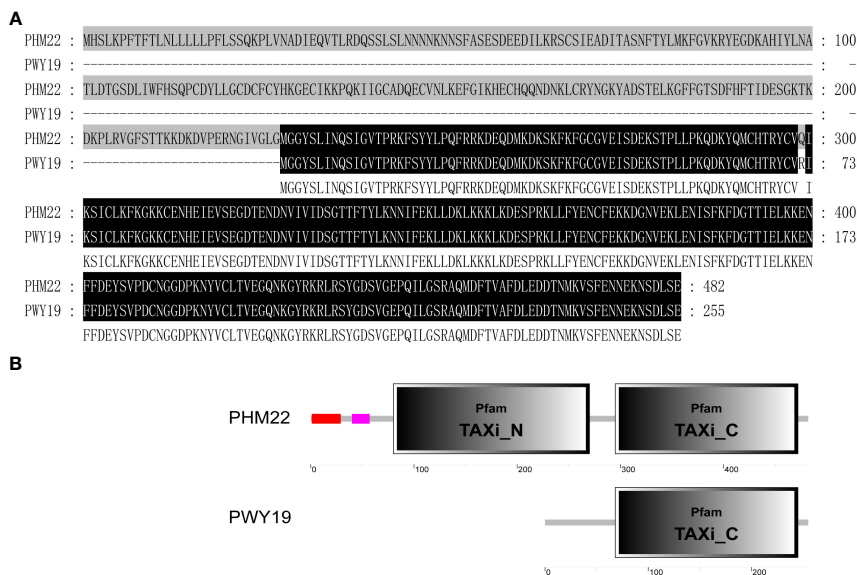 A
PHM22 : MHSLKPFTFTLNLLLLLPFLSSQKPLVNADIEQVTLRDQSSLSLNNNNKNNSFASESDEEDILKRSCSIEADITASNFTYLMKFGVKRYEGDKAHIYLNA : 100
PWY19 : ---------------------------------------------------------------------------------------------------- : -
PHM22 : TLDTGSDLIWFHSQPCDYLLGCDCFCYHKGECIKKPQKIIGCADQECVNLKEFGIKHECHQQNDNKLCRYNGKYADSTELKGFFGTSDFHFTIDESGKTK : 200
PWY19 : ---------------------------------------------------------------------------------------------------- : -
PHM22 : DKPLRVGFSTTKKDKDVPERNGIVGLGMGGYSLINQSIGVTPRKFSYYLPQFRRKDEQDMKDKSKFKFGCGVEISDEKSTPLLPKQDKYQMCHTRYCVQI : 300
PWY19 : ---------------------------MGGYSLINQSIGVTPRKFSYYLPQFRRKDEQDMKDKSKFKFGCGVEISDEKSTPLLPKQDKYQMCHTRYCVRI : 73
MGGYSLINQSIGVTPRKFSYYLPQFRRKDEQDMKDKSKFKFGCGVEISDEKSTPLLPKQDKYQMCHTRYCV I
PHM22 : KSICLKFKGKKCENHEIEVSEGDTENDNVIVIDSGTTFTYLKNNIFEKLLDKLKKKLKDESPRKLLFYENCFEKKDGNVEKLENISFKFDGTTIELKKEN : 400
PWY19 : KSICLKFKGKKCENHEIEVSEGDTENDNVIVIDSGTTFTYLKNNIFEKLLDKLKKKLKDESPRKLLFYENCFEKKDGNVEKLENISFKFDGTTIELKKEN : 173
KSICLKFKGKKCENHEIEVSEGDTENDNVIVIDSGTTFTYLKNNIFEKLLDKLKKKLKDESPRKLLFYENCFEKKDGNVEKLENISFKFDGTTIELKKEN
PHM22 : FFDEYSVPDCNGGDPKNYVCLTVEGQNKGYRKRLRSYGDSVGEPQILGSRAQMDFTVAFDLEDDTNMKVSFENNEKNSDLSE : 482
PWY19 : FFDEYSVPDCNGGDPKNYVCLTVEGQNKGYRKRLRSYGDSVGEPQILGSRAQMDFTVAFDLEDDTNMKVSFENNEKNSDLSE : 255
FFDEYSVPDCNGGDPKNYVCLTVEGQNKGYRKRLRSYGDSVGEPQILGSRAQMDFTVAFDLEDDTNMKVSFENNEKNSDLSE
B
PHM22
Pfam
TAXi_N
Pfam
TAXi_C
0 100 200 300 400
PWY19
Pfam
TAXi_C
0 100 200